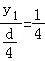 y₁/(d/4) = 1/4